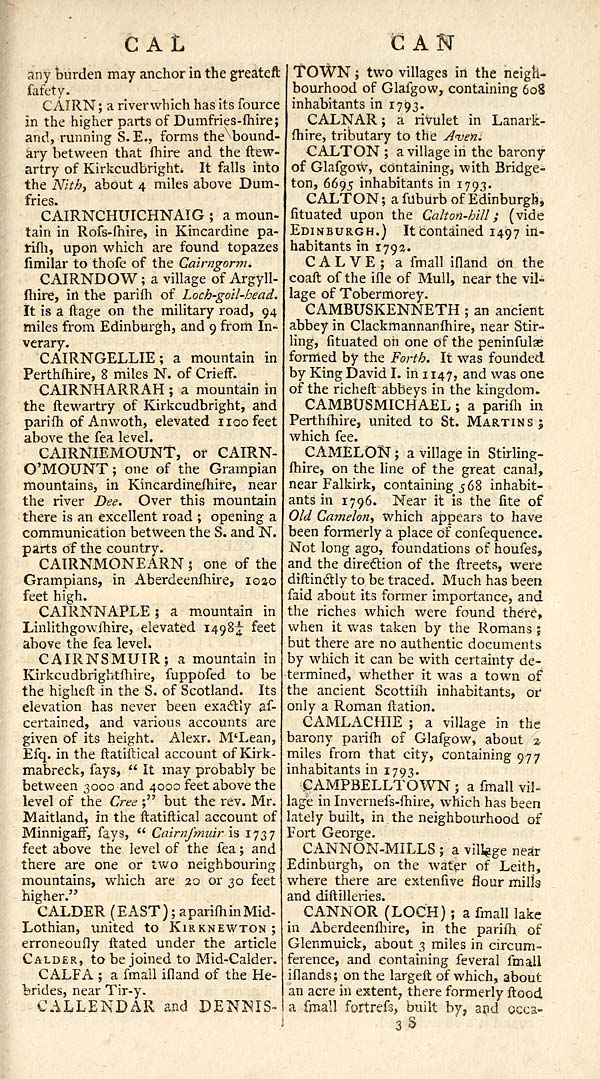 CAL
any burden may anchor in the greateſt
ſafety.
CAIRN; a river which has its ſource
in the higher parts of Dumfries-ſhire;
and, running S. E., forms the bound-
ary between that ſhire and the ſtew-
artry of Kirkcudbright. It falls into
the Nith, about 4 miles above Dum-
fries.
CAIRNCHUICHNAIG; a moun-
tain in Roſs-ſhire, in Kincardine pa-
riſh, upon which are found topazes
ſimilar to thoſe of the Cairngorm.
CAIRNDOW; a village of Argyll-
ſhire, in the pariſh of Loch-goil-head.
It is a ſtage on the military road, 94
miles from Edinburgh, and 9 from In-
verary.
CAIRNGELLIE; a mountain in
Perthſhire, 8 miles N. of Crieff.
CAIRNHARRAH; a mountain in
the ſtewartry of Kirkcudbright, and
pariſh of Anwoth, elevated 1100 feet
above the ſea level.
CAIRNIEMOUNT, or CAIRN-
O'MOUNT; one of the Grampian
mountains, in Kincardineſhire, near
the river Dee. Over this mountain
there is an excellent road; opening a
communication between the S. and N.
parts of the country.
CAIRNMONEARN; one of the
Grampians, in Aberdeenſhire, 1020
feet high.
CAIRNNAPLE; a mountain in
Linlithgowſhire, elevated 1498¼ feet
above the ſea level.
CAIRNSMUIR; a mountain in
Kirkcudbrightſhire, ſuppoſed to be
the higheſt in the S. of Scotland. Its
elevation has never been exactly aſ-
certained, and various accounts are
given of its height. Alexr. M'Lean,
Eſq. in the ſtatiſtical account of Kirk-
mabreck, ſays, " It may probably be
between 3000 and 4000 feet above the
level of the Cree;" but the rev. Mr.
Maitland, in the ſtatiſtical account of
Minnigaff, ſays, " Cairnſmuir is 1737
feet above the level of the ſea; and
there are one or two neighbouring
mountains, which are 20 or 30 feet
higher."
CALDER (EAST); a pariſh in Mid-
Lothian, united to KIRKNEWTON;
erroneouſly ſtated under the article
CALDER, to be joined to Mid-Calder.
CALFA; a ſmall iſland of the He-
brides, near Tir-y.
CALLENDAR and DENNIS-
CAN
TOWN; two villages in the neigh-
bourhood of Glaſgow, containing 608
inhabitants in 1793.
CALNAR; a rivulet in Lanark-
ſhire, tributary to the Aven.
CALTON; a village in the barony
of Glaſgow, containing, with Bridge-
ton, 6695 inhabitants in 1793.
CALTON; a ſuburb of Edinburgh,
ſituated upon the Calton-hill; (vide
EDINBURGH.) It contained 1497 in-
habitants in 1792.
CALVE; a ſmall iſland on the
coaſt of the iſle of Mull, near the vil-
lage of Tobermorey.
CAMBUSKENNETH; an ancient
abbey in Clackmannanſhire, near Stir-
ling, ſituated on one of the peninſulæ
formed by the Forth. It was founded
by King David I. in 1147, and was one
of the richeſt abbeys in the kingdom.
CAMBUSMICHAEL; a pariſh in
Perthſhire, united to St. MARTINS;
which ſee.
CAMELON; a village in Stirling-
ſhire, on the line of the great canal,
near Falkirk, containing 568 inhabit-
ants in 1796. Near it is the ſite of
Old Camelon, which appears to have
been formerly a place of conſequence.
Not long ago, foundations of houſes,
and the direction of the ſtreets, were
diſtinctly to be traced. Much has been
ſaid about its former importance, and
the riches which were found there,
when it was taken by the Romans;
but there are no authentic documents
by which it can be with certainty de-
termined, whether it was a town of
the ancient Scottiſh inhabitants, or
only a Roman ſtation.
CAMLACHIE; a village in the
barony pariſh of Glaſgow, about 2
miles from that city, containing 977
inhabitants in 1793.
CAMPBELLTOWN; a ſmall vil-
lage in Inverneſs-ſhire, which has been
lately built, in the neighbourhood of
Fort George.
CANNON-MILLS; a village near
Edinburgh, on the water of Leith,
where there are extenſive flour mills
and diſtilleries.
CANNOR (LOCH); a ſmall lake
in Aberdeenſhire, in the pariſh of
Glenmuick, about 3 miles in circum-
ference, and containing ſeveral ſmall
iſlands; on the largeſt of which, about
an acre in extent, there formerly ſtood
a ſmall fortreſs, built by, and occa-
3 S